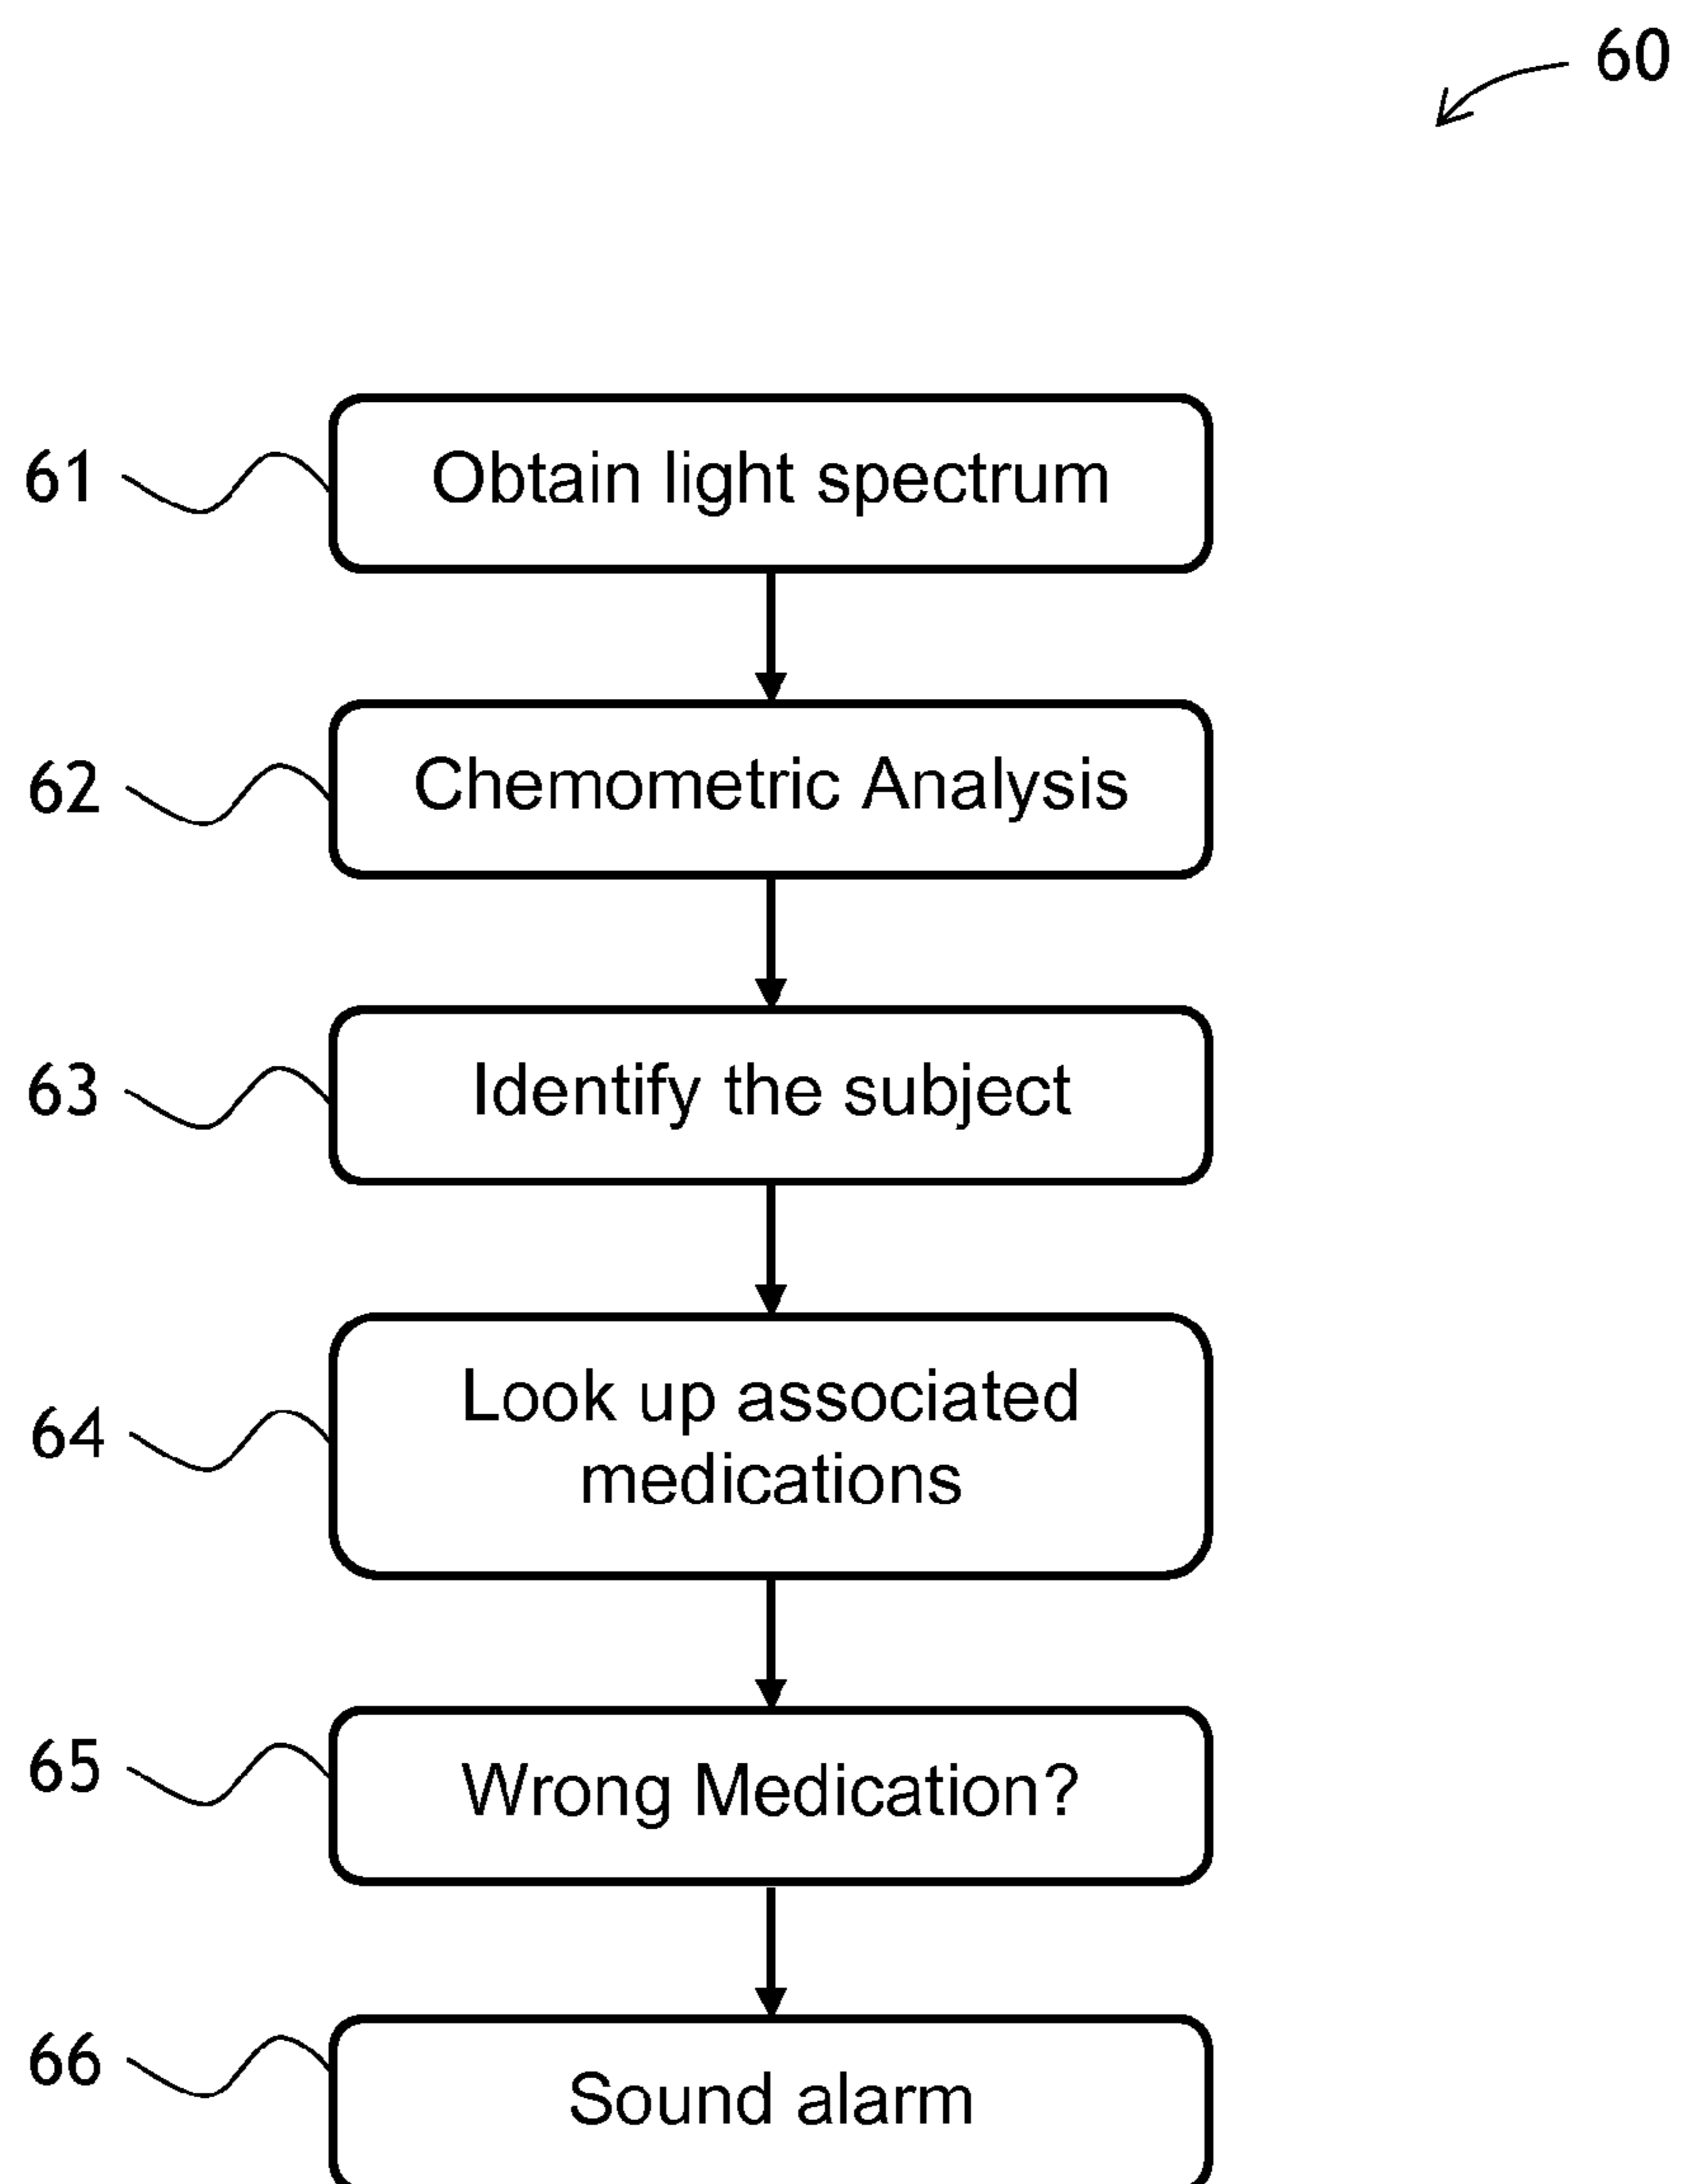 60
61 Obtain light spectrum
62 Chemometric Analysis
63 Identify the subject
64 Look up associated
medications
65 Wrong Medication?
66 Sound alarm